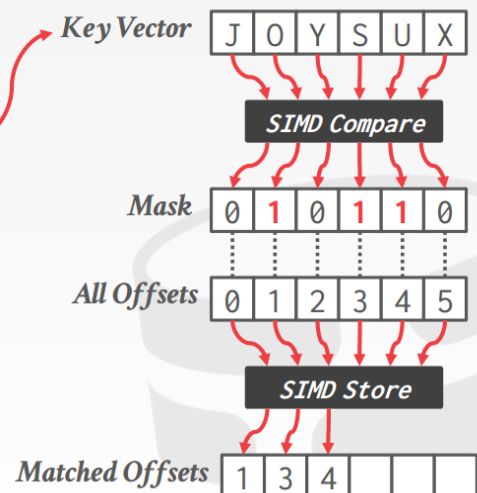 Key Vector J O Y S U X
SIMD Compare
Mask 0 1 0 1 1 0
All Offsets 0 1 2 3 4 5
SIMD Store
Matched Offsets 1 3 4